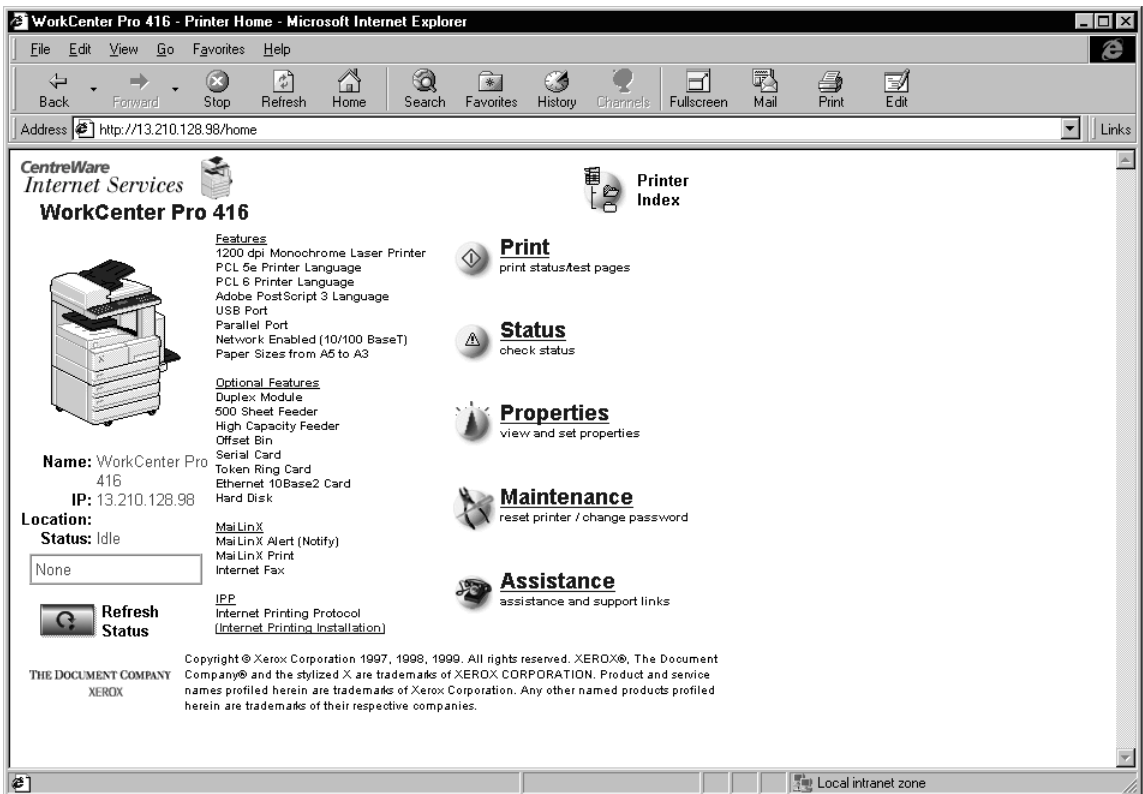 WorkCenter Pro 416 - Printer Home - Microsoft Internet Explorer
File Edit View Go Favorites Help
Back Forward Stop Refresh Home Search Favorites History Channels Fullscreen Mail Print Edit
Address http://13.210.128.98/home Links
CentreWare
Internet Services
WorkCenter Pro 416
Printer
Index
Features
1200 dpi Monochrome Laser Printer
PCL 5e Printer Language
PCL 6 Printer Language
Adobe PostScript 3 Language
USB Port
Parallel Port
Network Enabled (10/100 BaseT)
Paper Sizes from A5 to A3
Optional Features
Duplex Module
500 Sheet Feeder
High Capacity Feeder
Offset Bin
Serial Card
Token Ring Card
Ethernet 10Base2 Card
Hard Disk
MaiLinX
MaiLinX Alert (Notify)
MaiLinX Print
Internet Fax
IPP
Internet Printing Protocol
(Internet Printing Installation)
Name: WorkCenter Pro
416
IP: 13.210.128.98
Location:
Status: Idle
None
Refresh
Status
Print
print status/test pages
Status
check status
Properties
view and set properties
Maintenance
reset printer / change password
Assistance
assistance and support links
THE DOCUMENT COMPANY
XEROX
Copyright © Xerox Corporation 1997, 1998, 1999. All rights reserved. XEROX®, The Document
Company® and the stylized X are trademarks of XEROX CORPORATION. Product and service
names profiled herein are trademarks of Xerox Corporation. Any other named products profiled
herein are trademarks of their respective companies.
Local intranet zone